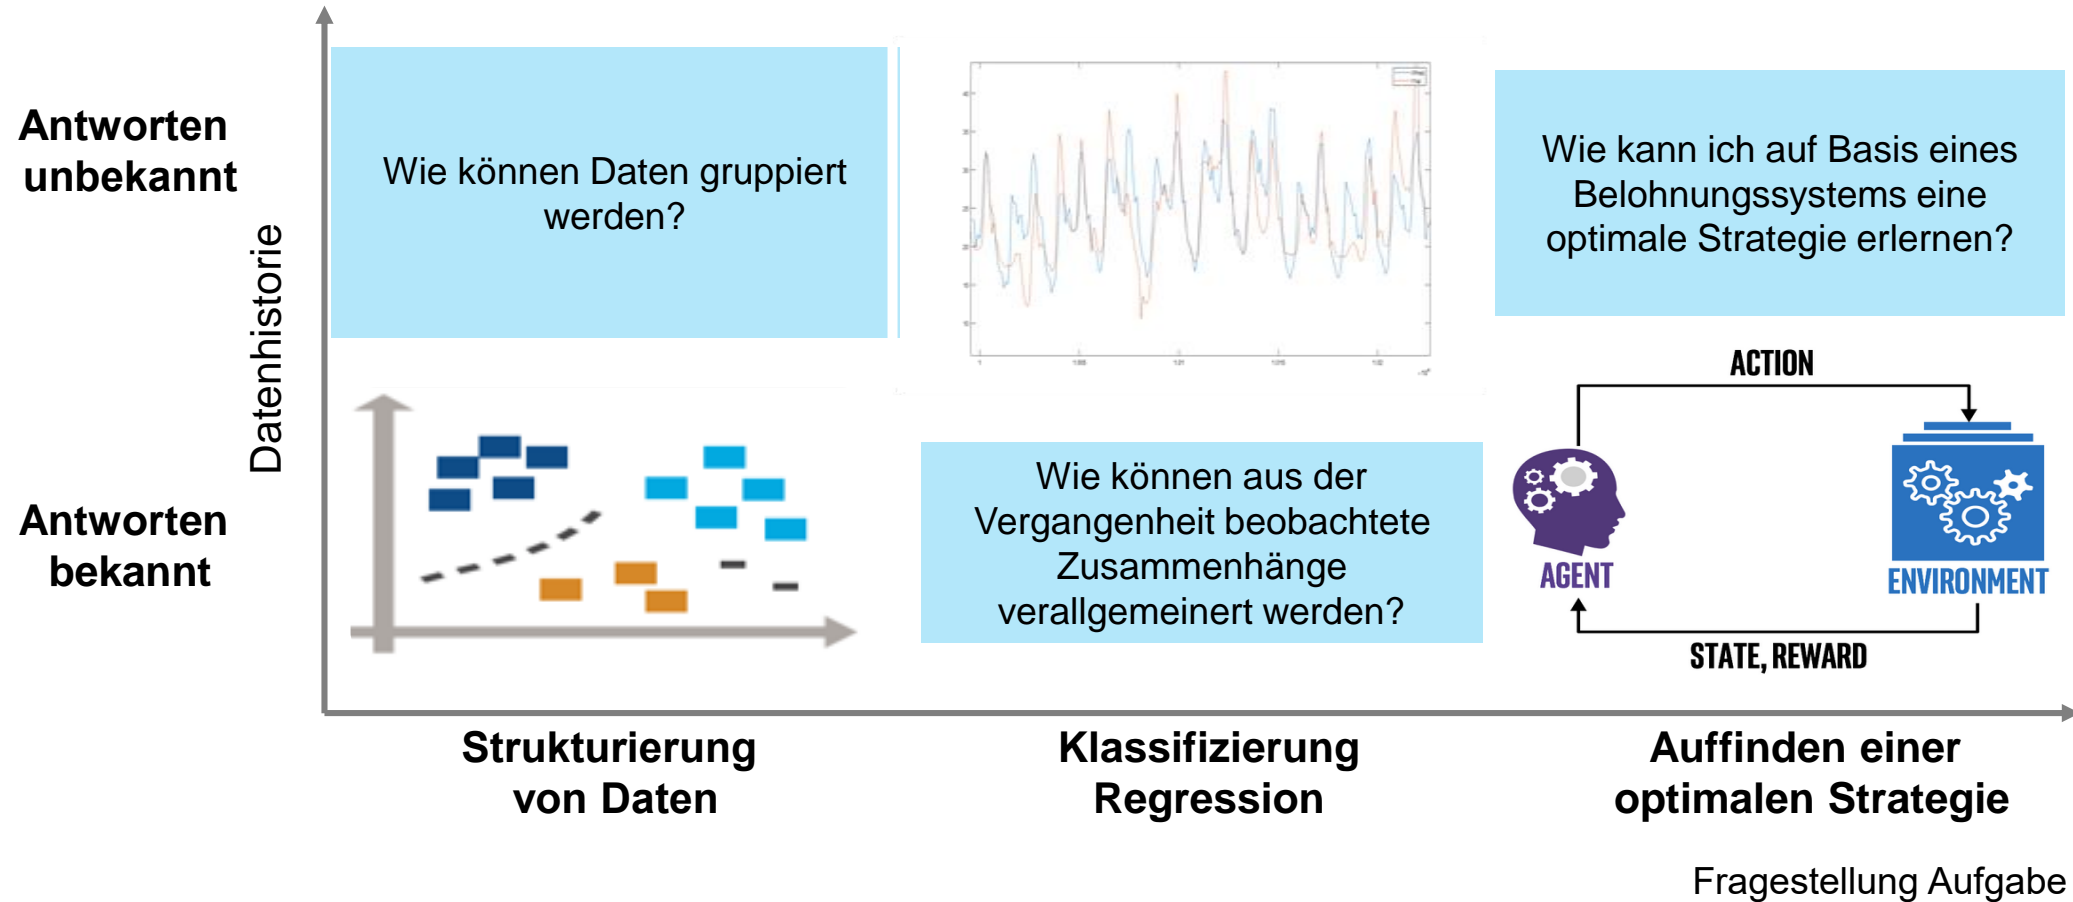 Antworten
unbekannt
Datenhistorie
Antworten
bekannt
Wie können Daten gruppiert
werden?
Wie können aus der
Vergangenheit beobachtete
Zusammenhänge
verallgemeinert werden?
Wie kann ich auf Basis eines
Belohnungssystems eine
optimale Strategie erlernen?
ACTION
AGENT
ENVIRONMENT
STATE, REWARD
Strukturierung
von Daten
Klassifizierung
Regression
Auffinden einer
optimalen Strategie
Fragestellung Aufgabe